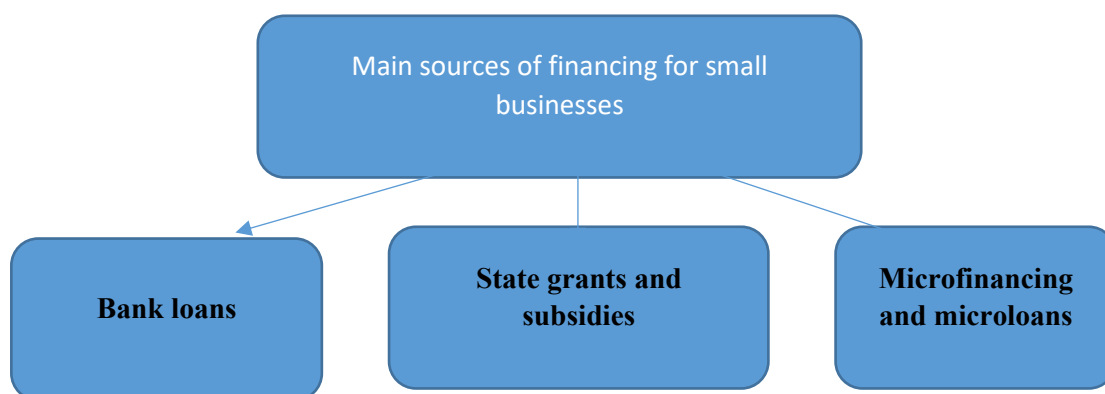 Main sources of financing for small
businesses
Bank loans
State grants and
subsidies
Microfinancing
and microloans